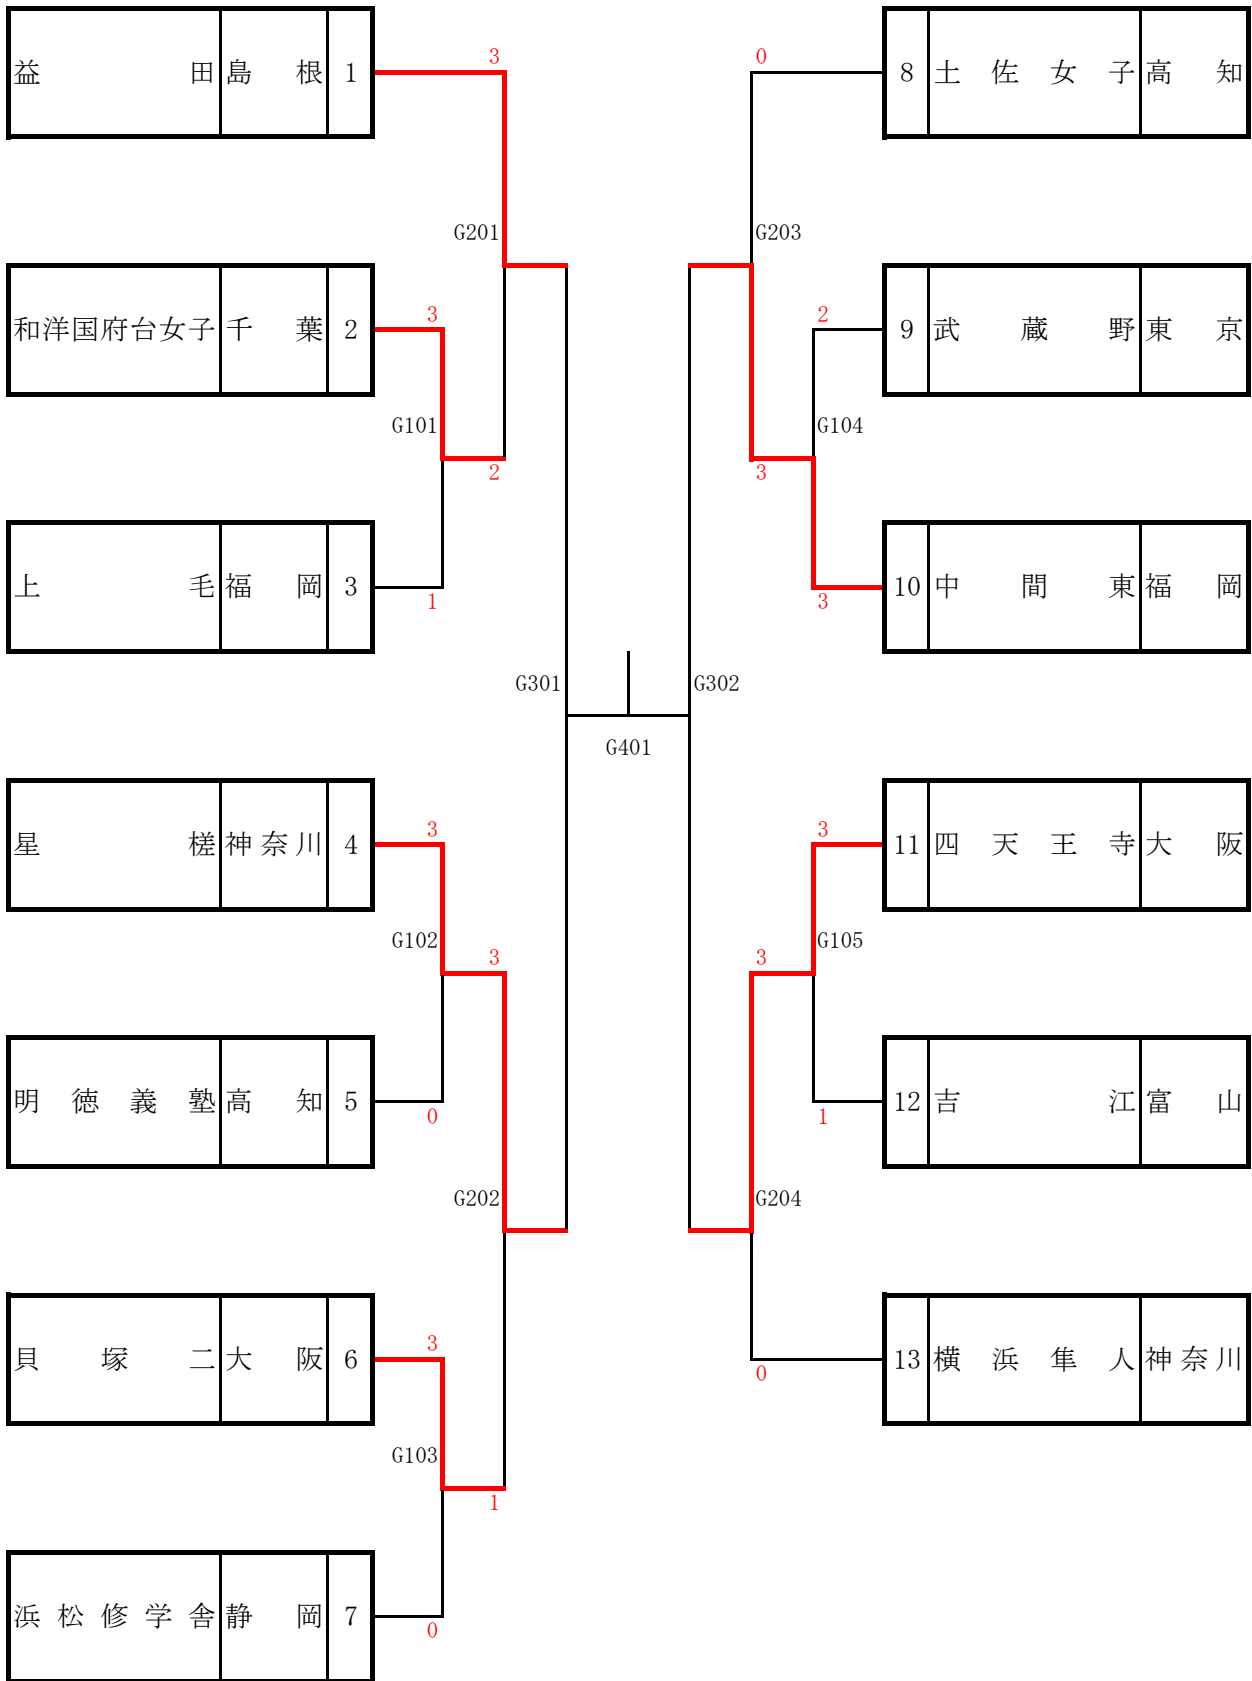 益田 島根 1
3
G201
和洋国府台女子 千葉 2
3
G101
2
上毛 福岡 3
1
G301
星槎 神奈川 4
3
G102
3
明徳義塾 高知 5
0
G202
貝塚二 大阪 6
3
G103
1
浜松修学舎 静岡 7
0
G401
0
8 土佐女子 高知
G203
2
9 武蔵野 東京
G104
3
10 中間東 福岡
3
G302
3
11 四天王寺 大阪
G105
3
12 吉江 富山
1
G204
13 横浜隼人 神奈川
0